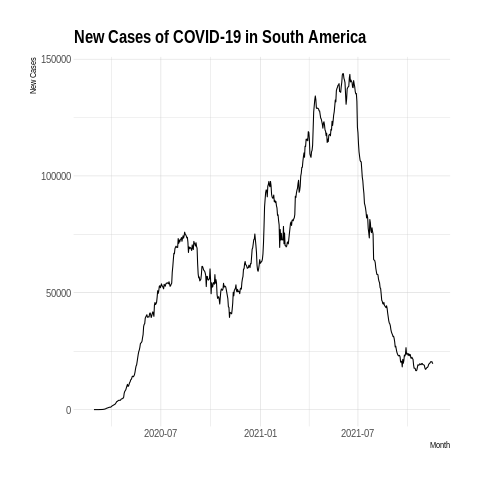 New Cases of COVID-19 in South America
New Cases
150000
100000
50000
0
2020-07 2021-01 2021-07
Month